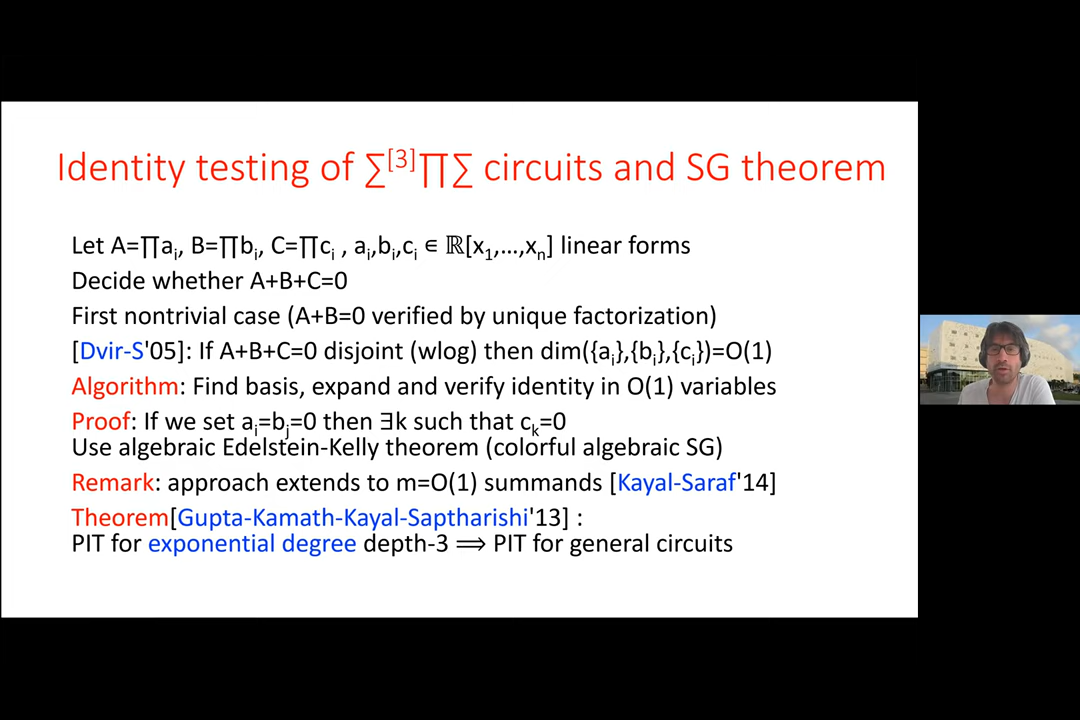 Identity testing of ∑[3]∏∑ circuits and SG theorem
Let A=∏aᵢ, B=∏bᵢ, C=∏cᵢ , aᵢ,bᵢ,cᵢ ∈ ℝ[x₁,…,xₙ] linear forms
Decide whether A+B+C=0
First nontrivial case (A+B=0 verified by unique factorization)
[Dvir-S'05]: If A+B+C=0 disjoint (wlog) then dim({aᵢ},{bᵢ},{cᵢ})=O(1)
Algorithm: Find basis, expand and verify identity in O(1) variables
Proof: If we set aᵢ=bⱼ=0 then ∃k such that cₖ=0
Use algebraic Edelstein-Kelly theorem (colorful algebraic SG)
Remark: approach extends to m=O(1) summands [Kayal-Saraf'14]
Theorem[Gupta-Kamath-Kayal-Saptharishi'13] :
PIT for exponential degree depth-3 ⟹ PIT for general circuits